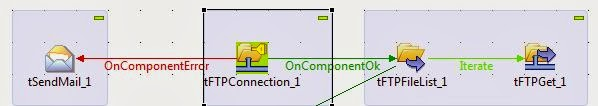 OnComponentError
OnComponentOk
Iterate
tSendMail_1
tFTPConnection_1
tFTPFileList_1
tFTPGet_1